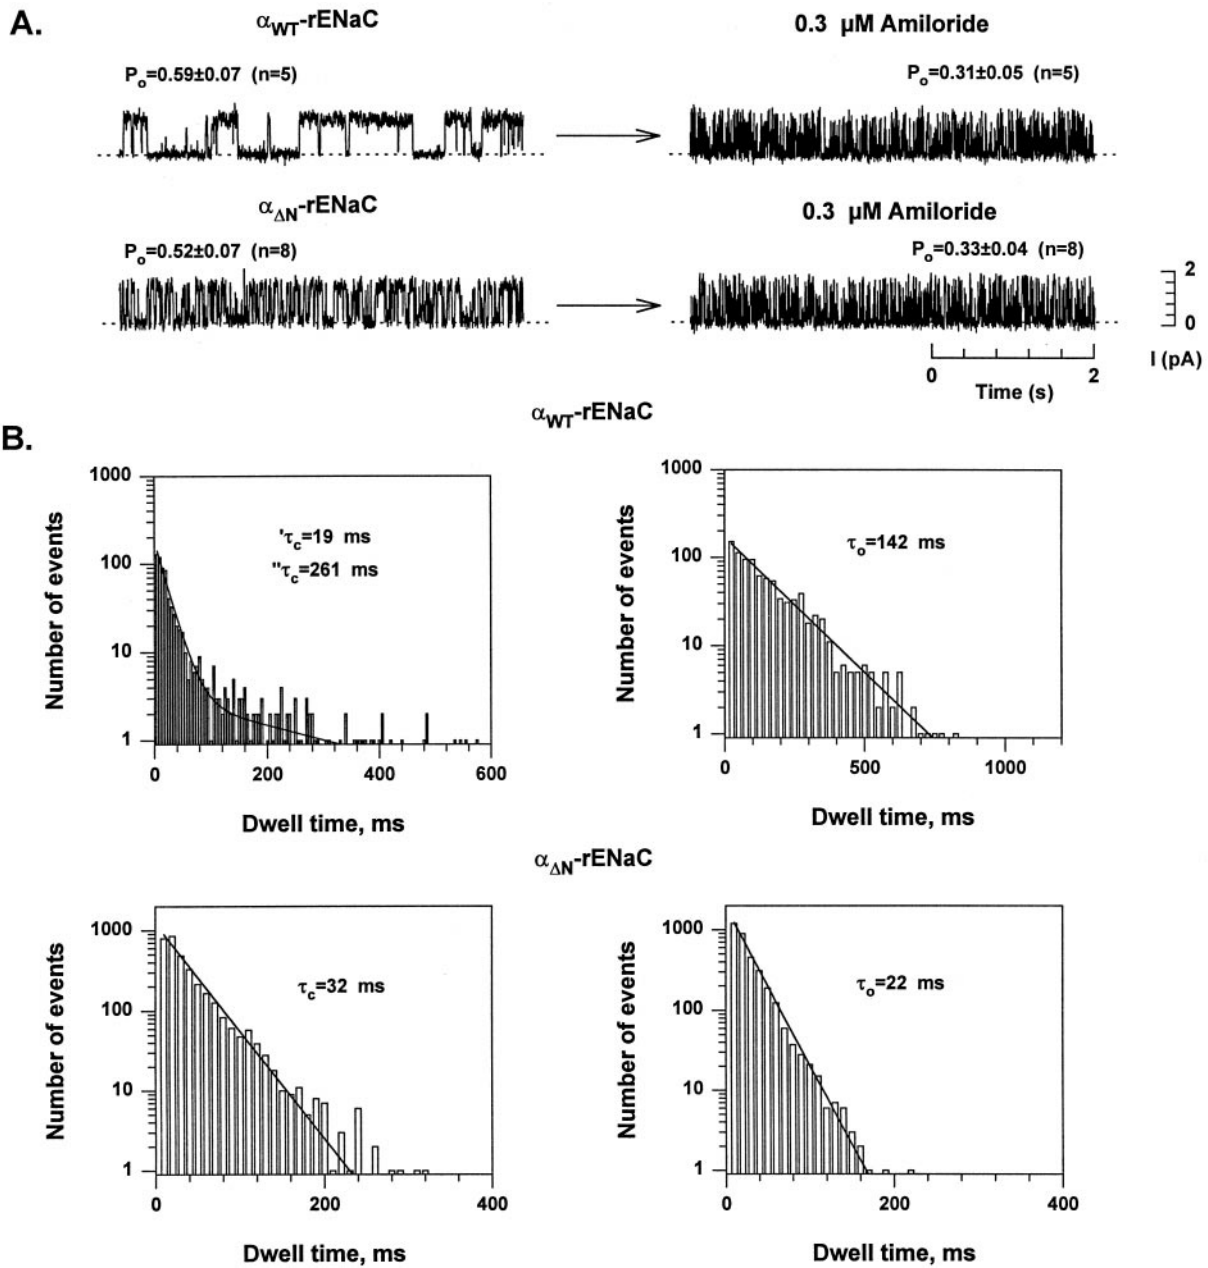 A.
αWT-rENaC
0.3 µM Amiloride
Po=0.59±0.07 (n=5)
Po=0.31±0.05 (n=5)
αΔN-rENaC
0.3 µM Amiloride
Po=0.52±0.07 (n=8)
Po=0.33±0.04 (n=8)
2
0
I (pA)
0 2
Time (s)
αWT-rENaC
B.
1000
100
10
1
Number of events
'τc=19 ms
"τc=261 ms
0 200 400 600
Dwell time, ms
1000
100
10
1
Number of events
τo=142 ms
0 500 1000
Dwell time, ms
αΔN-rENaC
1000
100
10
1
Number of events
τc=32 ms
0 200 400
Dwell time, ms
1000
100
10
1
Number of events
τo=22 ms
0 200 400
Dwell time, ms